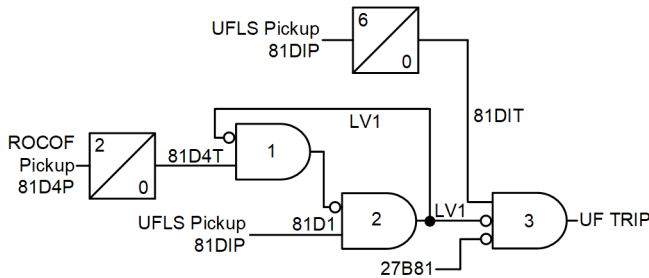 UFLS Pickup
81DIP
6
0
81DIT
LV1
ROCOF
Pickup
81D4P
2
0
81D4T
1
UFLS Pickup
81DIP
81D1
2
LV1
3
UF TRIP
27B81